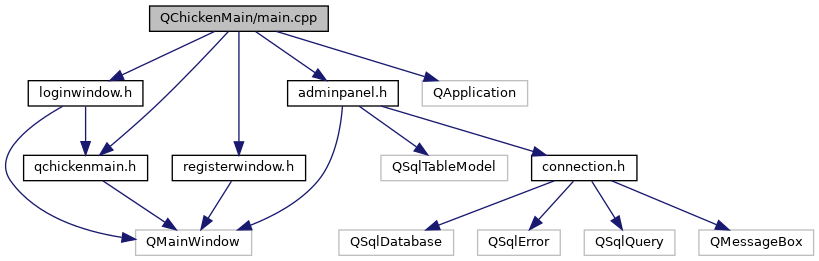 QChickenMain/main.cpp
loginwindow.h
adminpanel.h
QApplication
qchickenmain.h
registerwindow.h
QSqlTableModel
connection.h
QMainWindow
QSqlDatabase
QSqlError
QSqlQuery
QMessageBox